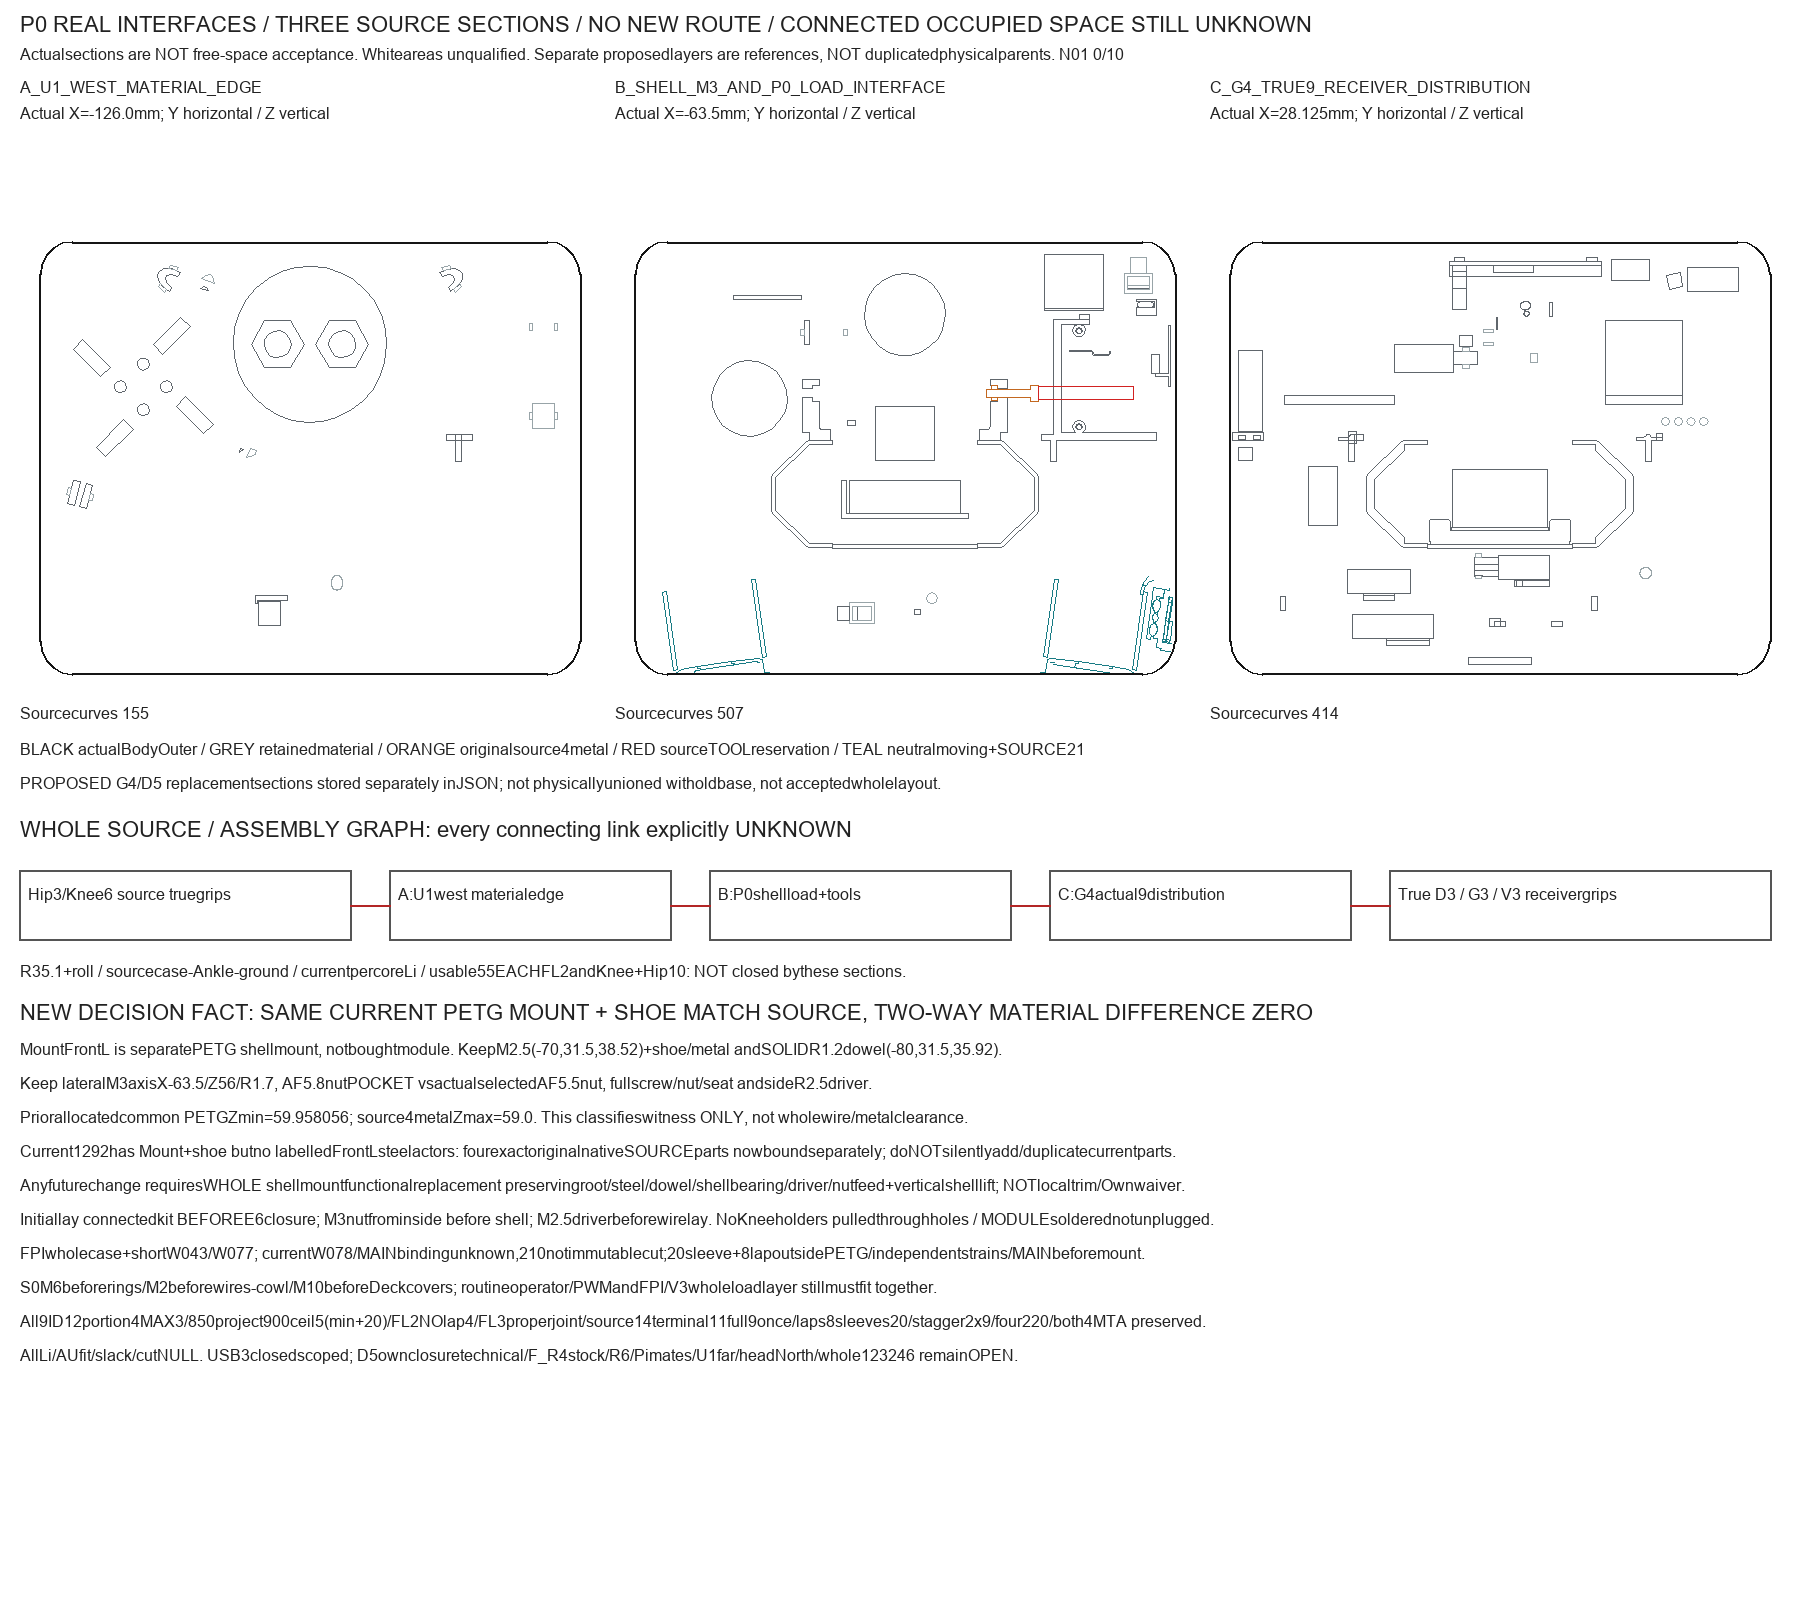 P0 REAL INTERFACES / THREE SOURCE SECTIONS / NO NEW ROUTE / CONNECTED OCCUPIED SPACE STILL UNKNOWN
Actualsections are NOT free-space acceptance. Whiteareas unqualified. Separate proposedlayers are references, NOT duplicatedphysicalparents. N01 0/10
A_U1_WEST_MATERIAL_EDGE
Actual X=-126.0mm; Y horizontal / Z vertical
B_SHELL_M3_AND_P0_LOAD_INTERFACE
Actual X=-63.5mm; Y horizontal / Z vertical
C_G4_TRUE9_RECEIVER_DISTRIBUTION
Actual X=28.125mm; Y horizontal / Z vertical
Sourcecurves 155
Sourcecurves 507
Sourcecurves 414
BLACK actualBodyOuter / GREY retainedmaterial / ORANGE originalsource4metal / RED sourceTOOLreservation / TEAL neutralmoving+SOURCE21
PROPOSED G4/D5 replacementsections stored separately inJSON; not physicallyunioned witholdbase, not acceptedwholelayout.
WHOLE SOURCE / ASSEMBLY GRAPH: every connecting link explicitly UNKNOWN
Hip3/Knee6 source truegrips
A:U1west materialedge
B:P0shellload+tools
C:G4actual9distribution
True D3 / G3 / V3 receivergrips
R35.1+roll / sourcecase-Ankle-ground / currentpercoreLi / usable55EACHFL2andKnee+Hip10: NOT closed bythese sections.
NEW DECISION FACT: SAME CURRENT PETG MOUNT + SHOE MATCH SOURCE, TWO-WAY MATERIAL DIFFERENCE ZERO
MountFrontL is separatePETG shellmount, notboughtmodule. KeepM2.5(-70,31.5,38.52)+shoe/metal andSOLIDR1.2dowel(-80,31.5,35.92).
Keep lateralM3axisX-63.5/Z56/R1.7, AF5.8nutPOCKET vsactualselectedAF5.5nut, fullscrew/nut/seat andsideR2.5driver.
Priorallocatedcommon PETGZmin=59.958056; source4metalZmax=59.0. This classifieswitness ONLY, not wholewire/metalclearance.
Current1292has Mount+shoe butno labelledFrontLsteelactors: fourexactoriginalnativeSOURCEparts nowboundseparately; doNOTsilentlyadd/duplicatecurrentparts.
Anyfuturechange requiresWHOLE shellmountfunctionalreplacement preservingroot/steel/dowel/shellbearing/driver/nutfeed+verticalshelllift; NOTlocaltrim/Ownwaiver.
Initiallay connectedkit BEFOREE6closure; M3nutfrominside before shell; M2.5driverbeforewirelay. NoKneeholders pulledthroughholes / MODULEsolderednotunplugged.
FPIwholecase+shortW043/W077; currentW078/MAINbindingunknown,210notimmutablecut;20sleeve+8lapoutsidePETG/independentstrains/MAINbeforemount.
S0M6beforerings/M2beforewires-cowl/M10beforeDeckcovers; routineoperator/PWMandFPI/V3wholeloadlayer stillmustfit together.
All9ID12portion4MAX3/850project900ceil5(min+20)/FL2NOlap4/FL3properjoint/source14terminal11full9once/laps8sleeves20/stagger2x9/four220/both4MTA preserved.
AllLi/AUfit/slack/cutNULL. USB3closedscoped; D5ownclosuretechnical/F_R4stock/R6/Pimates/U1far/headNorth/whole123246 remainOPEN.